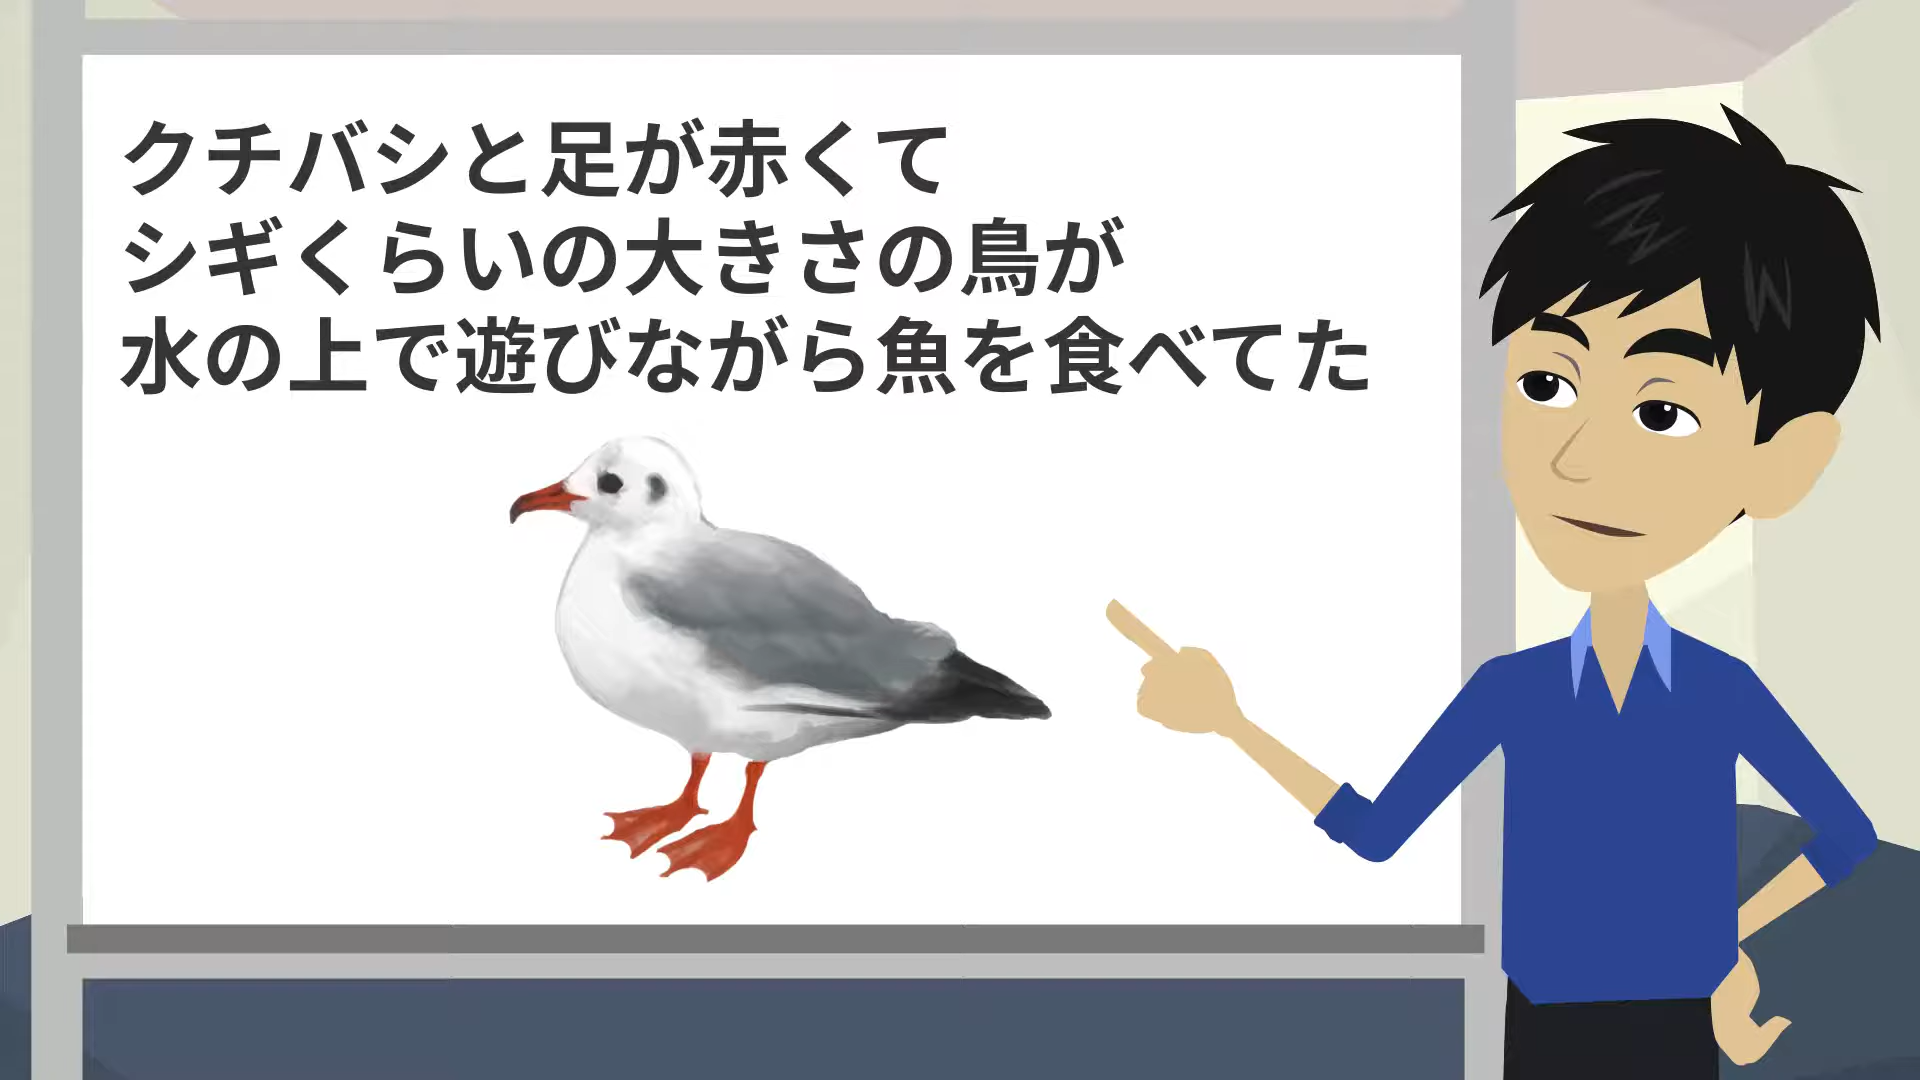 クチバシと足が赤くて
シギくらいの大きさの鳥が
水の上で遊びながら魚を食べてた